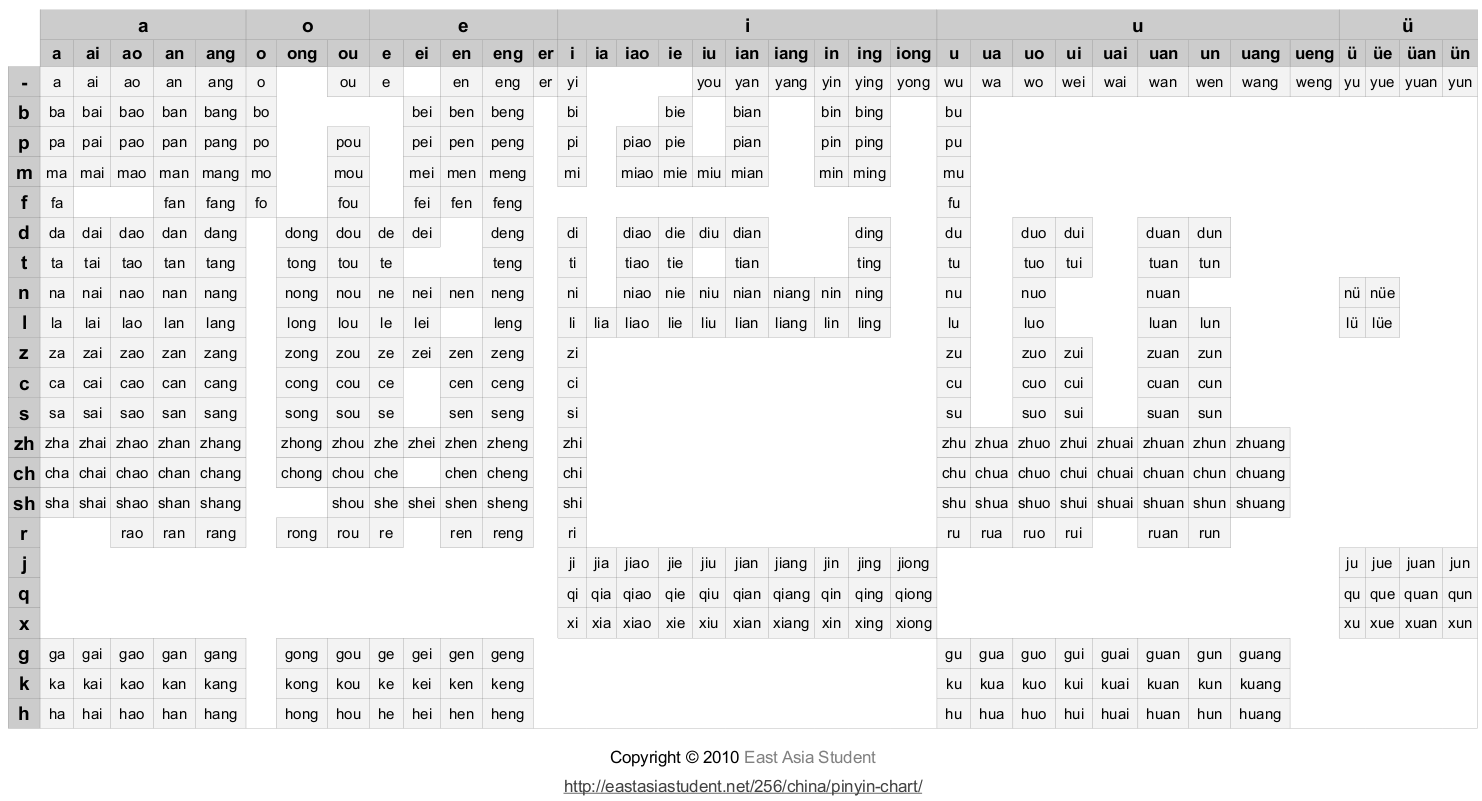 a o e i u ü
a ai ao an ang o ong ou e ei en eng er i ia iao ie iu ian iang in ing iong u ua uo ui uai uan un uang ueng ü üe üan ün
- a ai ao an ang o ou e en eng er yi you yan yang yin ying yong wu wa wo wei wai wan wen wang weng yu yue yuan yun
b ba bai bao ban bang bo bei ben beng bi bie bian bin bing bu
p pa pai pao pan pang po pou pei pen peng pi piao pie pian pin ping pu
m ma mai mao man mang mo mou mei men meng mi miao mie miu mian min ming mu
f fa fan fang fo fou fei fen feng fu
d da dai dao dan dang dong dou de dei deng di diao die diu dian ding du duo dui duan dun
t ta tai tao tan tang tong tou te teng ti tiao tie tian ting tu tuo tui tuan tun
n na nai nao nan nang nong nou ne nei nen neng ni niao nie niu nian niang nin ning nu nuo nuan nü nüe
l la lai lao lan lang long lou le lei leng li lia liao lie liu lian liang lin ling lu luo luan lun lü lüe
z za zai zao zan zang zong zou ze zei zen zeng zi zu zuo zui zuan zun
c ca cai cao can cang cong cou ce cen ceng ci cu cuo cui cuan cun
s sa sai sao san sang song sou se sen seng si su suo sui suan sun
zh zha zhai zhao zhan zhang zhong zhou zhe zhei zhen zheng zhi zhu zhua zhuo zhui zhuai zhuan zhun zhuang
ch cha chai chao chan chang chong chou che chen cheng chi chu chua chuo chui chuai chuan chun chuang
sh sha shai shao shan shang shou she shei shen sheng shi shu shua shuo shui shuai shuan shun shuang
r rao ran rang rong rou re ren reng ri ru rua ruo rui ruan run
j ji jia jiao jie jiu jian jiang jin jing jiong ju jue juan jun
q qi qia qiao qie qiu qian qiang qin qing qiong qu que quan qun
x xi xia xiao xie xiu xian xiang xin xing xiong xu xue xuan xun
g ga gai gao gan gang gong gou ge gei gen geng gu gua guo gui guai guan gun guang
k ka kai kao kan kang kong kou ke kei ken keng ku kua kuo kui kuai kuan kun kuang
h ha hai hao han hang hong hou he hei hen heng hu hua huo hui huai huan hun huang
Copyright © 2010 East Asia Student
http://eastasiastudent.net/256/china/pinyin-chart/